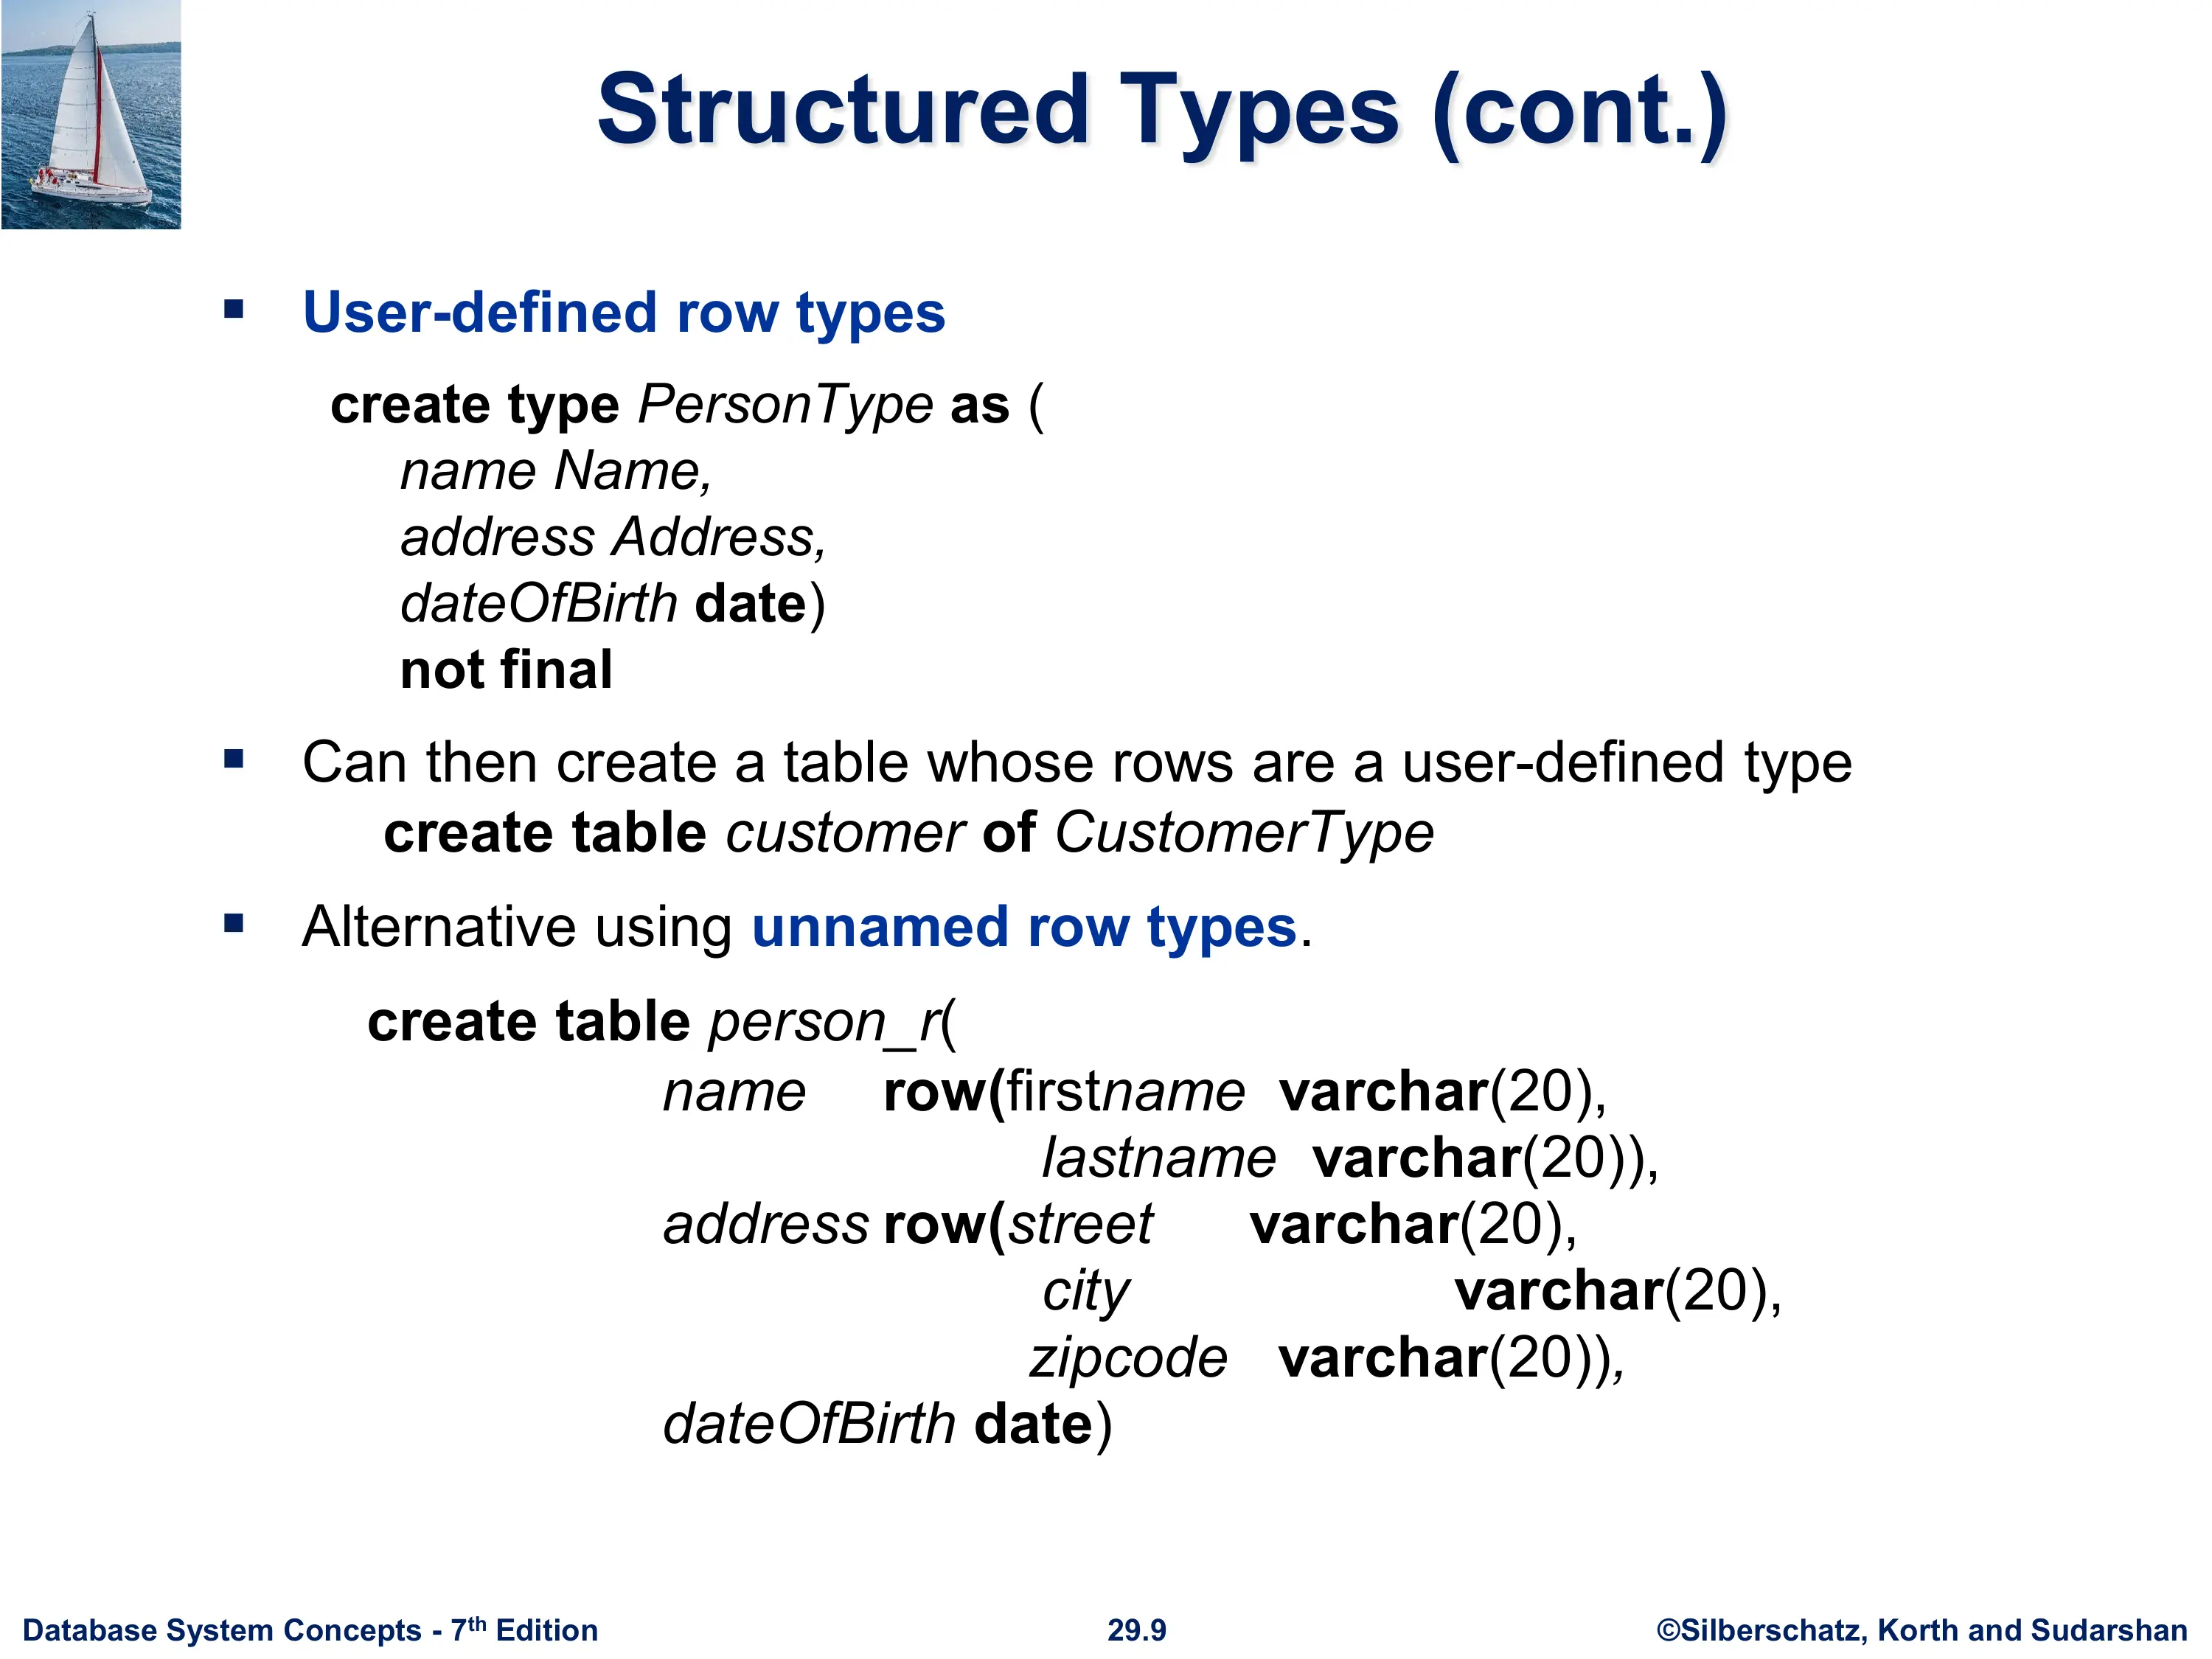 Structured Types (cont.)
▪ User-defined row types
create type PersonType as (
name Name,
address Address,
dateOfBirth date)
not final
▪ Can then create a table whose rows are a user-defined type
create table customer of CustomerType
▪ Alternative using unnamed row types.
create table person_r(
name row(firstname varchar(20),
lastname varchar(20)),
address row(street varchar(20),
city varchar(20),
zipcode varchar(20)),
dateOfBirth date)
Database System Concepts - 7th Edition 29.9 ©Silberschatz, Korth and Sudarshan